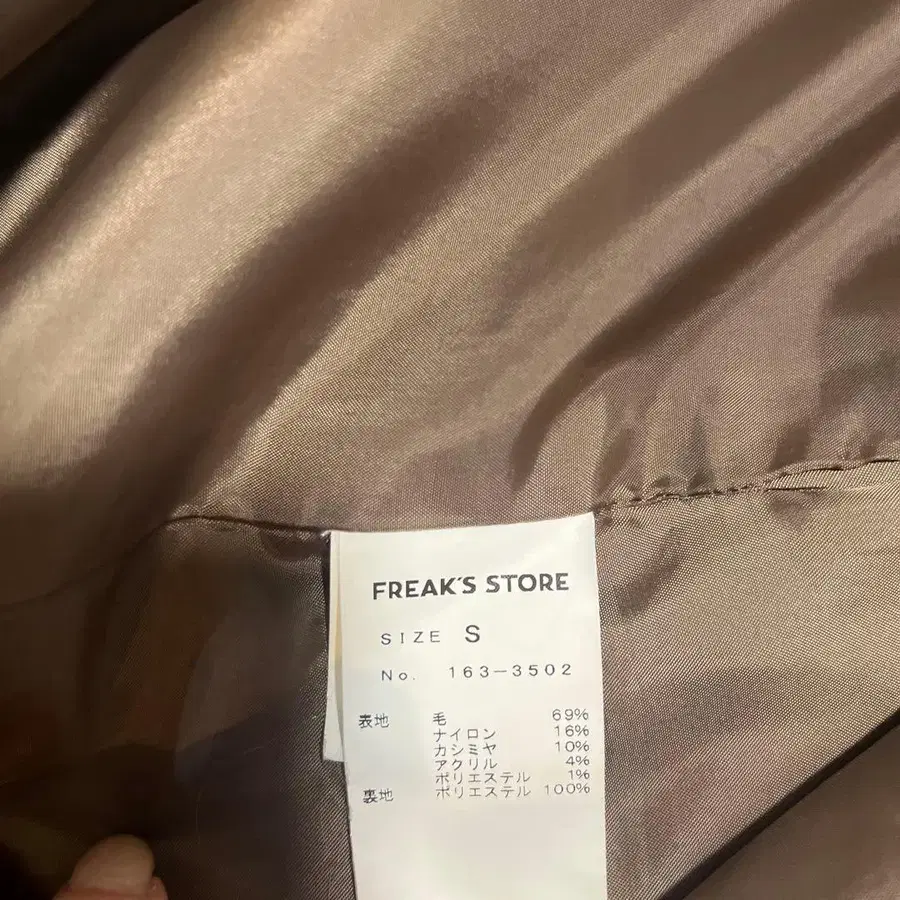 FREAK'S STORE
SIZE S
No. 163-3502
表地 毛 69%
ナイロン 16%
カシミヤ 10%
アクリル 4%
ポリエステル 1%
裏地 ポリエステル 100%